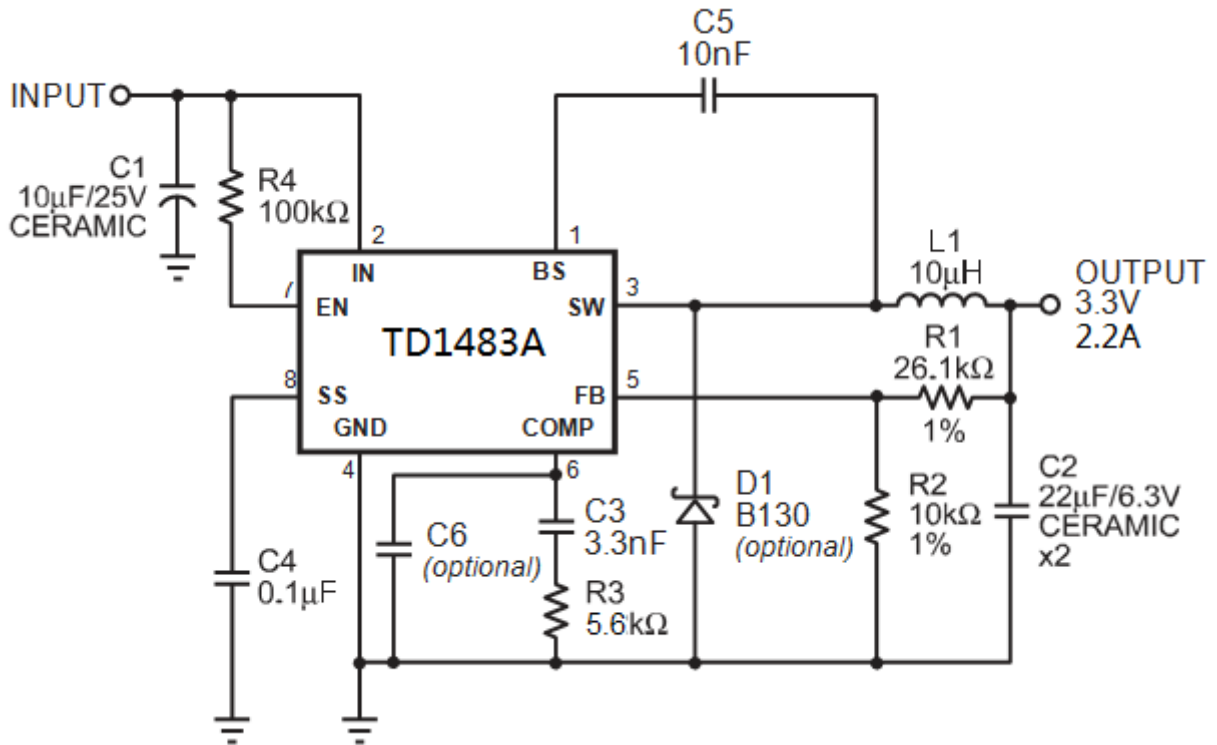 C5
10nF
INPUT
C1
10μF/25V
CERAMIC
R4
100kΩ
2
1
IN
BS
7
EN
SW
3
TD1483A
8
SS
FB
5
GND
COMP
4
6
L1
10μH
OUTPUT
3.3V
2.2A
R1
26.1kΩ
1%
C4
0.1μF
C6
(optional)
C3
3.3nF
R3
5.6kΩ
D1
B130
(optional)
R2
10kΩ
1%
C2
22μF/6.3V
CERAMIC
x2